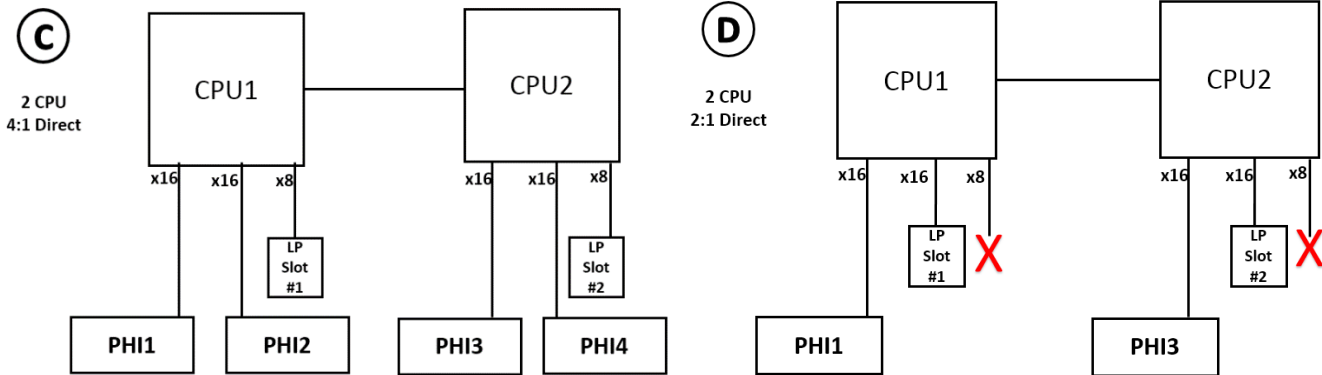 C
2 CPU
4:1 Direct
CPU1
CPU2
x16
x16
x8
x16
x16
x8
LP
Slot
#1
LP
Slot
#2
PHI1
PHI2
PHI3
PHI4
D
2 CPU
2:1 Direct
CPU1
CPU2
x16
x16
x8
x16
x16
x8
LP
Slot
#1
X
LP
Slot
#2
X
PHI1
PHI3